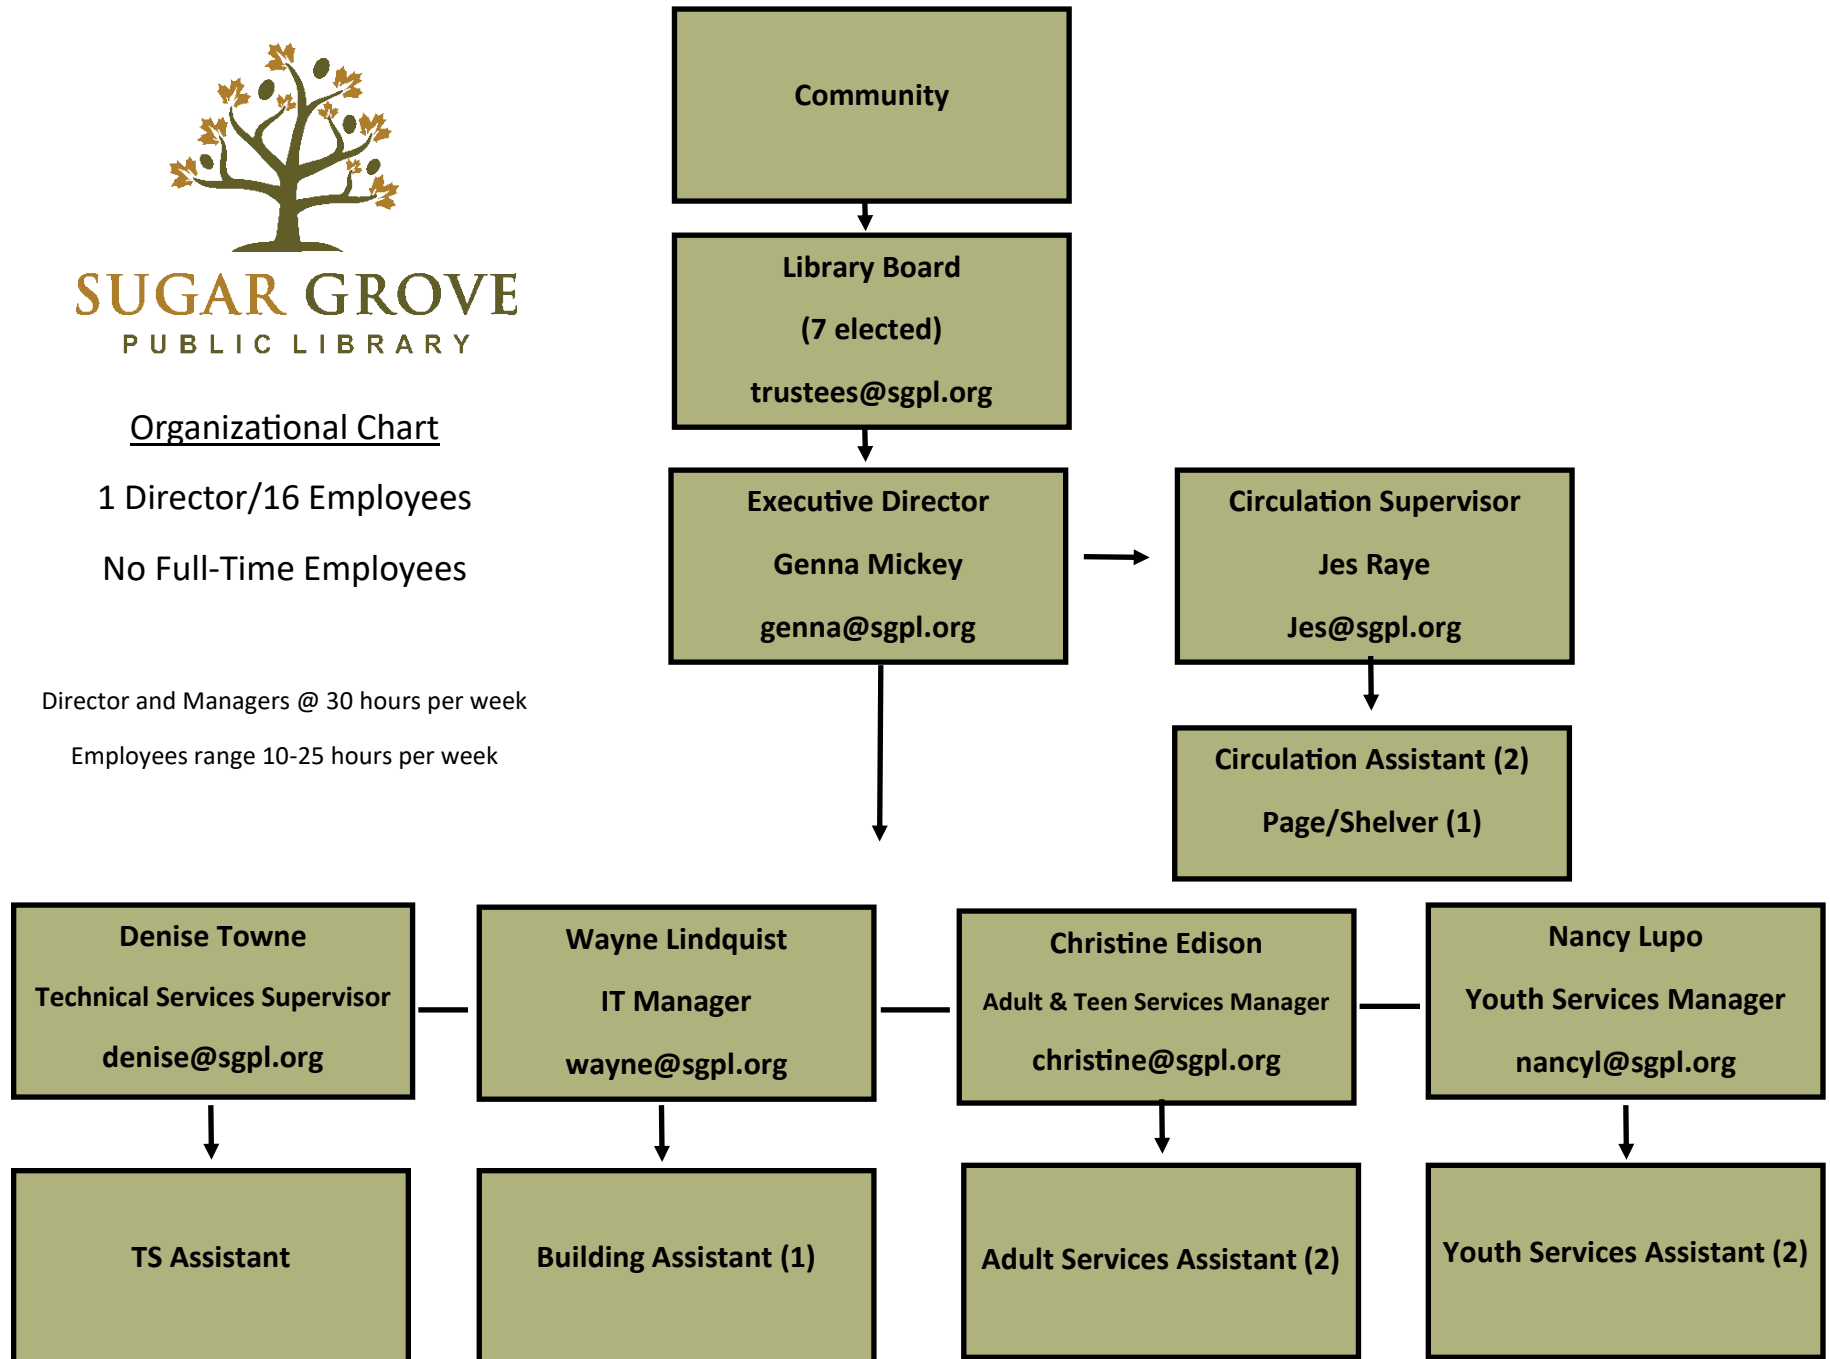 SUGAR GROVE
PUBLIC LIBRARY
Organizational Chart
1 Director/16 Employees
No Full-Time Employees
Director and Managers @ 30 hours per week
Employees range 10-25 hours per week
Community
Library Board
(7 elected)
trustees@sgpl.org
Executive Director
Genna Mickey
genna@sgpl.org
Circulation Supervisor
Jes Raye
Jes@sgpl.org
Circulation Assistant (2)
Page/Shelver (1)
Denise Towne
Technical Services Supervisor
denise@sgpl.org
Wayne Lindquist
IT Manager
wayne@sgpl.org
Christine Edison
Adult & Teen Services Manager
christine@sgpl.org
Nancy Lupo
Youth Services Manager
nancyl@sgpl.org
TS Assistant
Building Assistant (1)
Adult Services Assistant (2)
Youth Services Assistant (2)